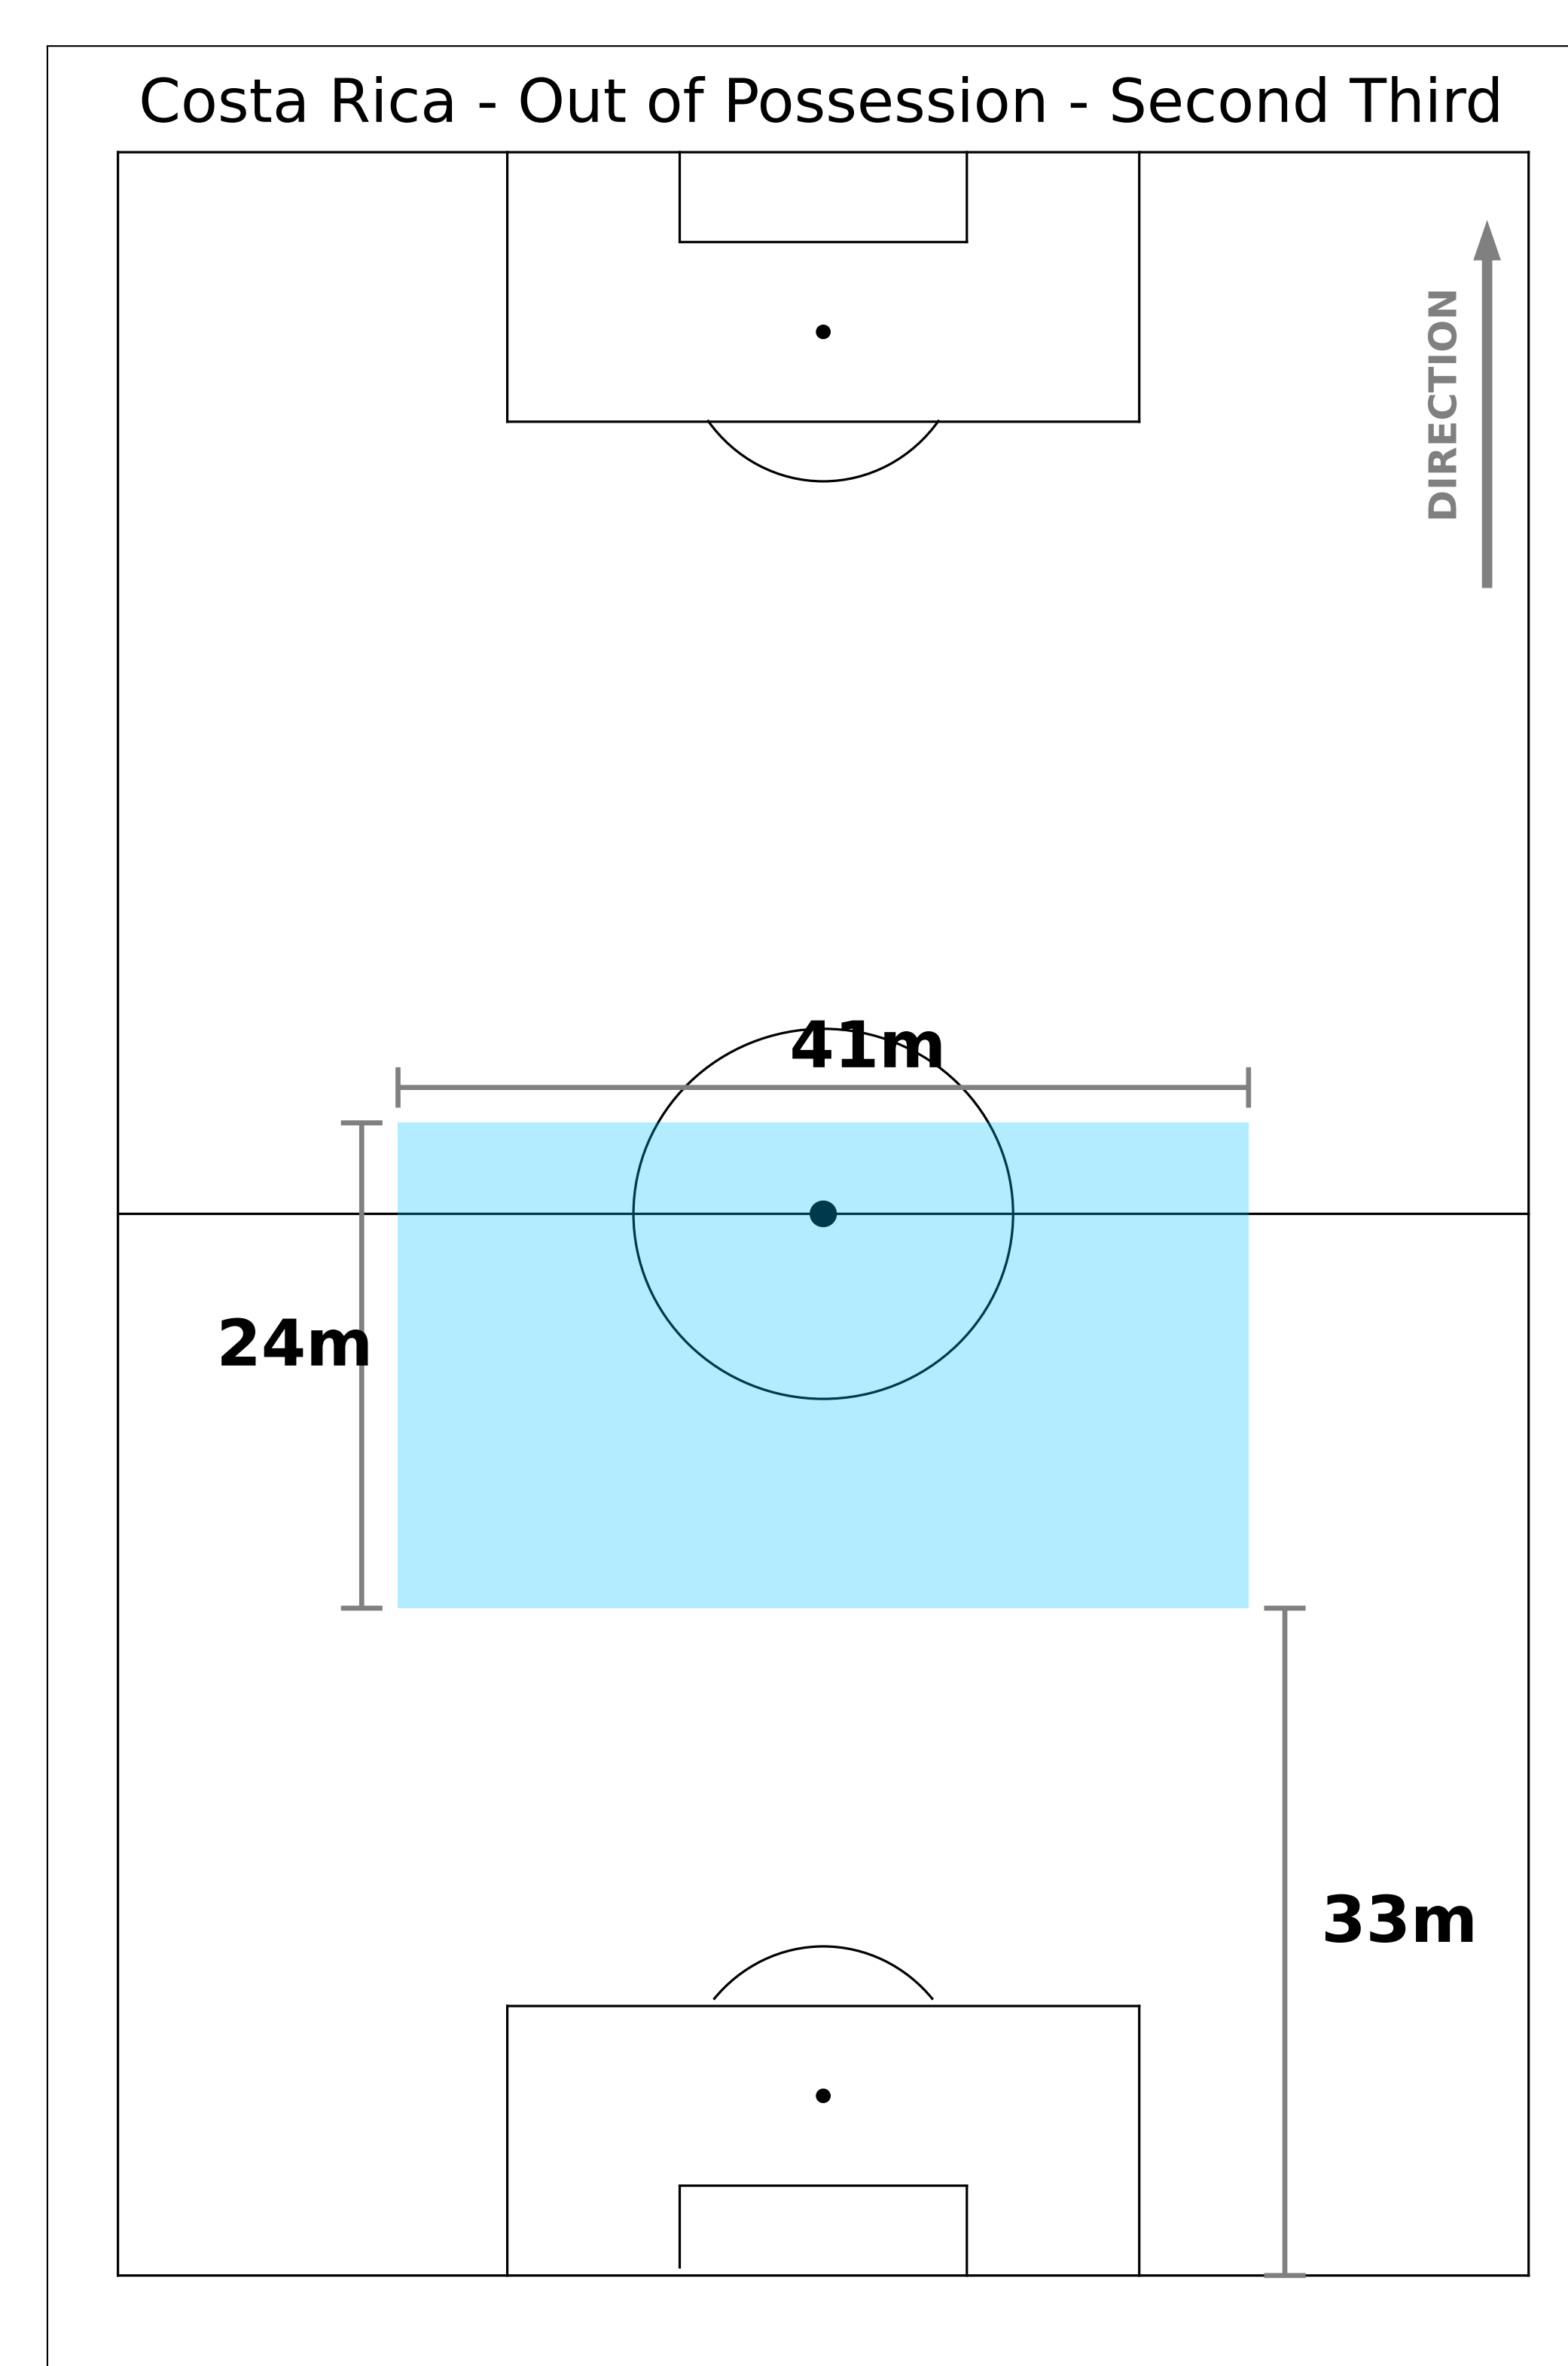 Costa Rica - Out of Possession - Second Third
DIRECTION
41m
24m
33m